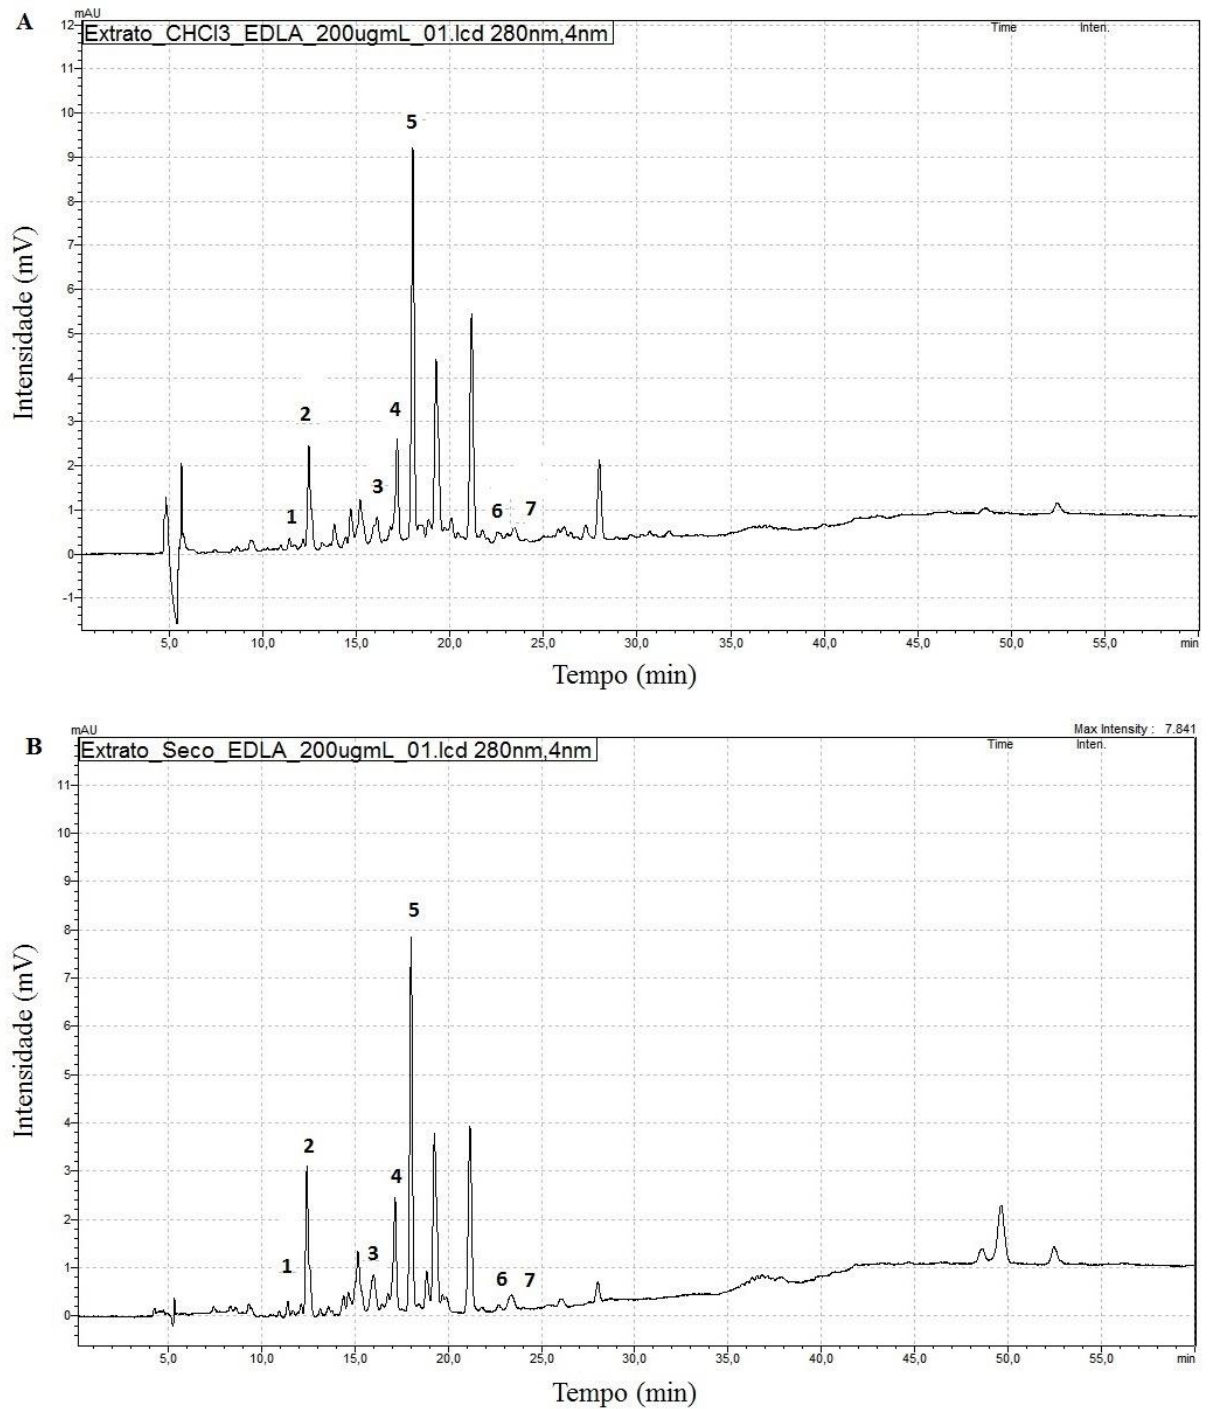 A
mAU
Extrato_CHCl3_EDLA_200ugmL_01.lcd 280nm,4nm
Time Inten.
12
11
10
9
8
7
6
5
4
3
2
1
0
-1
Intensidade (mV)
1
2
3
4
5
6
7
5,0 10,0 15,0 20,0 25,0 30,0 35,0 40,0 45,0 50,0 55,0 min
Tempo (min)
B
mAU
Max Intensity : 7.841
Extrato_Seco_EDLA_200ugmL_01.lcd 280nm,4nm
Time Inten.
11
10
9
8
7
6
5
4
3
2
1
0
Intensidade (mV)
1
2
3
4
5
6
7
5,0 10,0 15,0 20,0 25,0 30,0 35,0 40,0 45,0 50,0 55,0 min
Tempo (min)